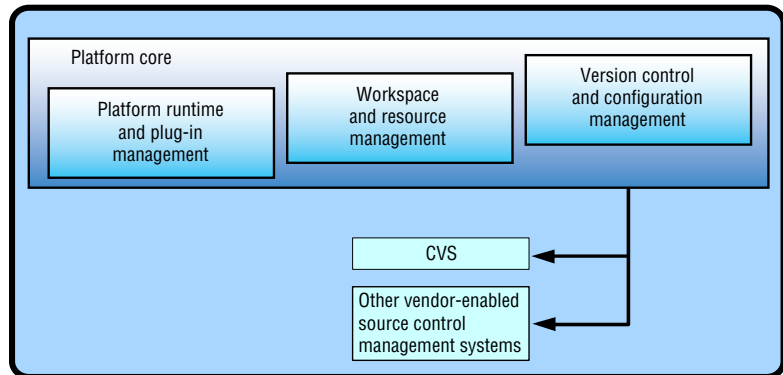 Platform core
Platform runtime
and plug-in
management
Workspace
and resource
management
Version control
and configuration
management
CVS
Other vendor-enabled
source control
management systems